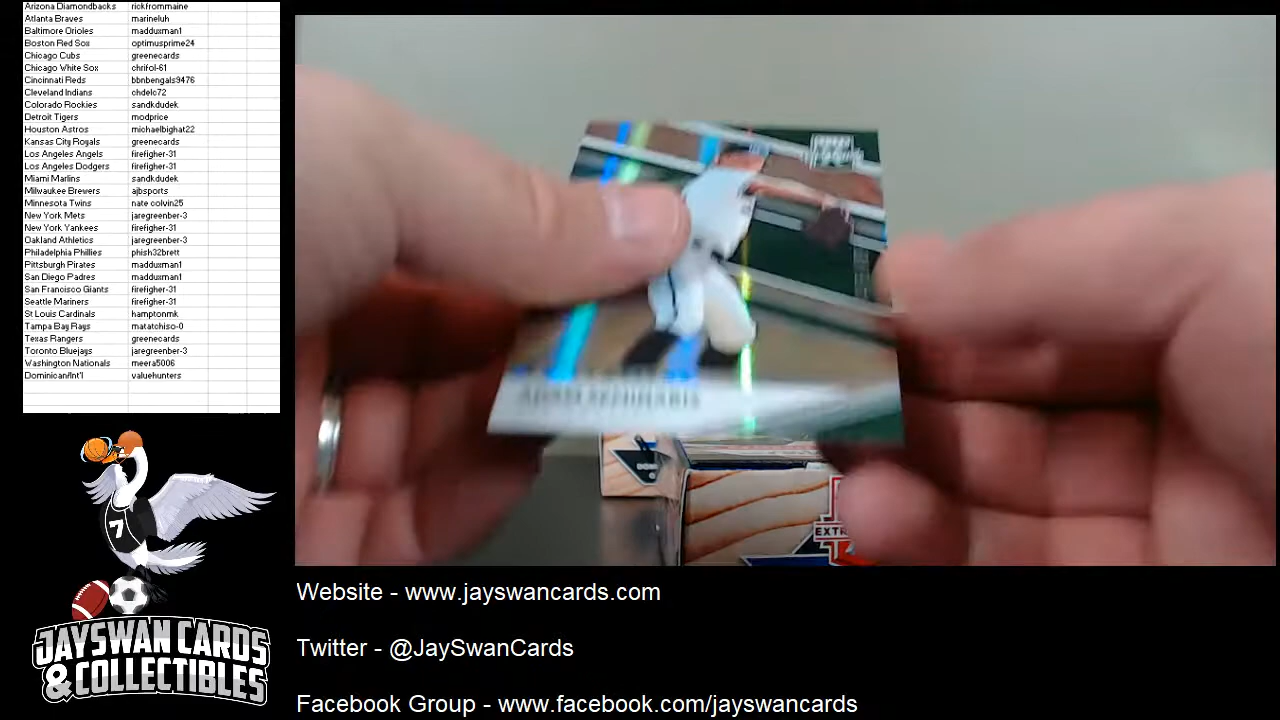 Arizona Diamondbacks rickfrommaine
Atlanta Braves marineluh
Baltimore Orioles madduxman1
Boston Red Sox optimusprime24
Chicago Cubs greenecards
Chicago White Sox chrifol-61
Cincinnati Reds bbnbengals9476
Cleveland Indians chdelc72
Colorado Rockies sandkdudek
Detroit Tigers modprice
Houston Astros michaelbighat22
Kansas City Royals greenecards
Los Angeles Angels firefigher-31
Los Angeles Dodgers firefigher-31
Miami Marlins sandkdudek
Milwaukee Brewers ajbsports
Minnesota Twins nate colvin25
New York Mets jaregreenber-3
New York Yankees firefigher-31
Oakland Athletics jaregreenber-3
Philadelphia Phillies phish32brett
Pittsburgh Pirates madduxman1
San Diego Padres madduxman1
San Francisco Giants firefigher-31
Seattle Mariners firefigher-31
St Louis Cardinals hamptonmk
Tampa Bay Rays matatchiso-0
Texas Rangers greenecards
Toronto Bluejays jaregreenber-3
Washington Nationals meera5006
Dominican/Int'l valuehunters
7
JAYSWAN CARDS
& COLLECTIBLES
EXTR
Website - www.jayswancards.com
Twitter - @JaySwanCards
Facebook Group - www.facebook.com/jayswancards